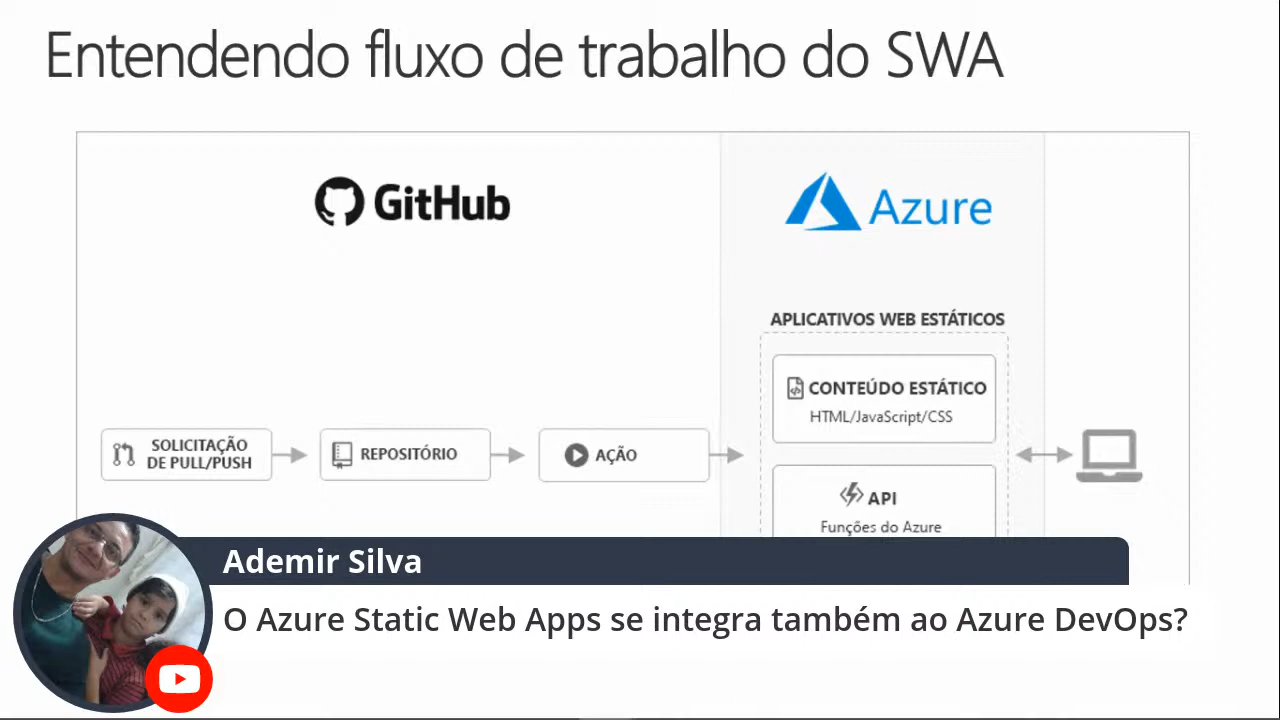 Entendendo fluxo de trabalho do SWA
GitHub
Azure
APLICATIVOS WEB ESTÁTICOS
CONTEÚDO ESTÁTICO
HTML/JavaScript/CSS
SOLICITAÇÃO
DE PULL/PUSH
REPOSITÓRIO
AÇÃO
API
Funções do Azure
Ademir Silva
O Azure Static Web Apps se integra também ao Azure DevOps?